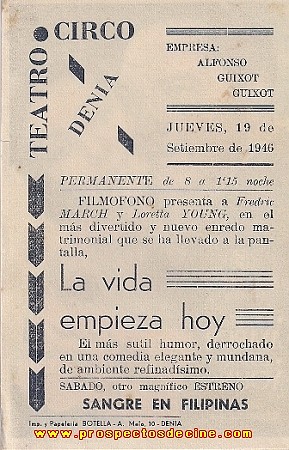 TEATRO CIRCO
DENIA
EMPRESA:
ALFONSO
GUIXOT
GUIXOT
JUEVES, 19 de
Setiembre de 1946
PERMANENTE de 8 a 1'15 noche
FILMOFONO presenta a Fredric
MARCH y Loretta YOUNG, en el
más divertido y nuevo enredo ma-
trimonial que se ha llevado a la pan-
talla,
La vida
empieza hoy
El más sutil humor, derrochado
en una comedia elegante y mundana,
de ambiente refinadísimo.
SABADO, otro magnífico ESTRENO
SANGRE EN FILIPINAS
Imp. y Papelería BOTELLA - A. Mela, 10 - DENIA
www.prospectosdecine.com